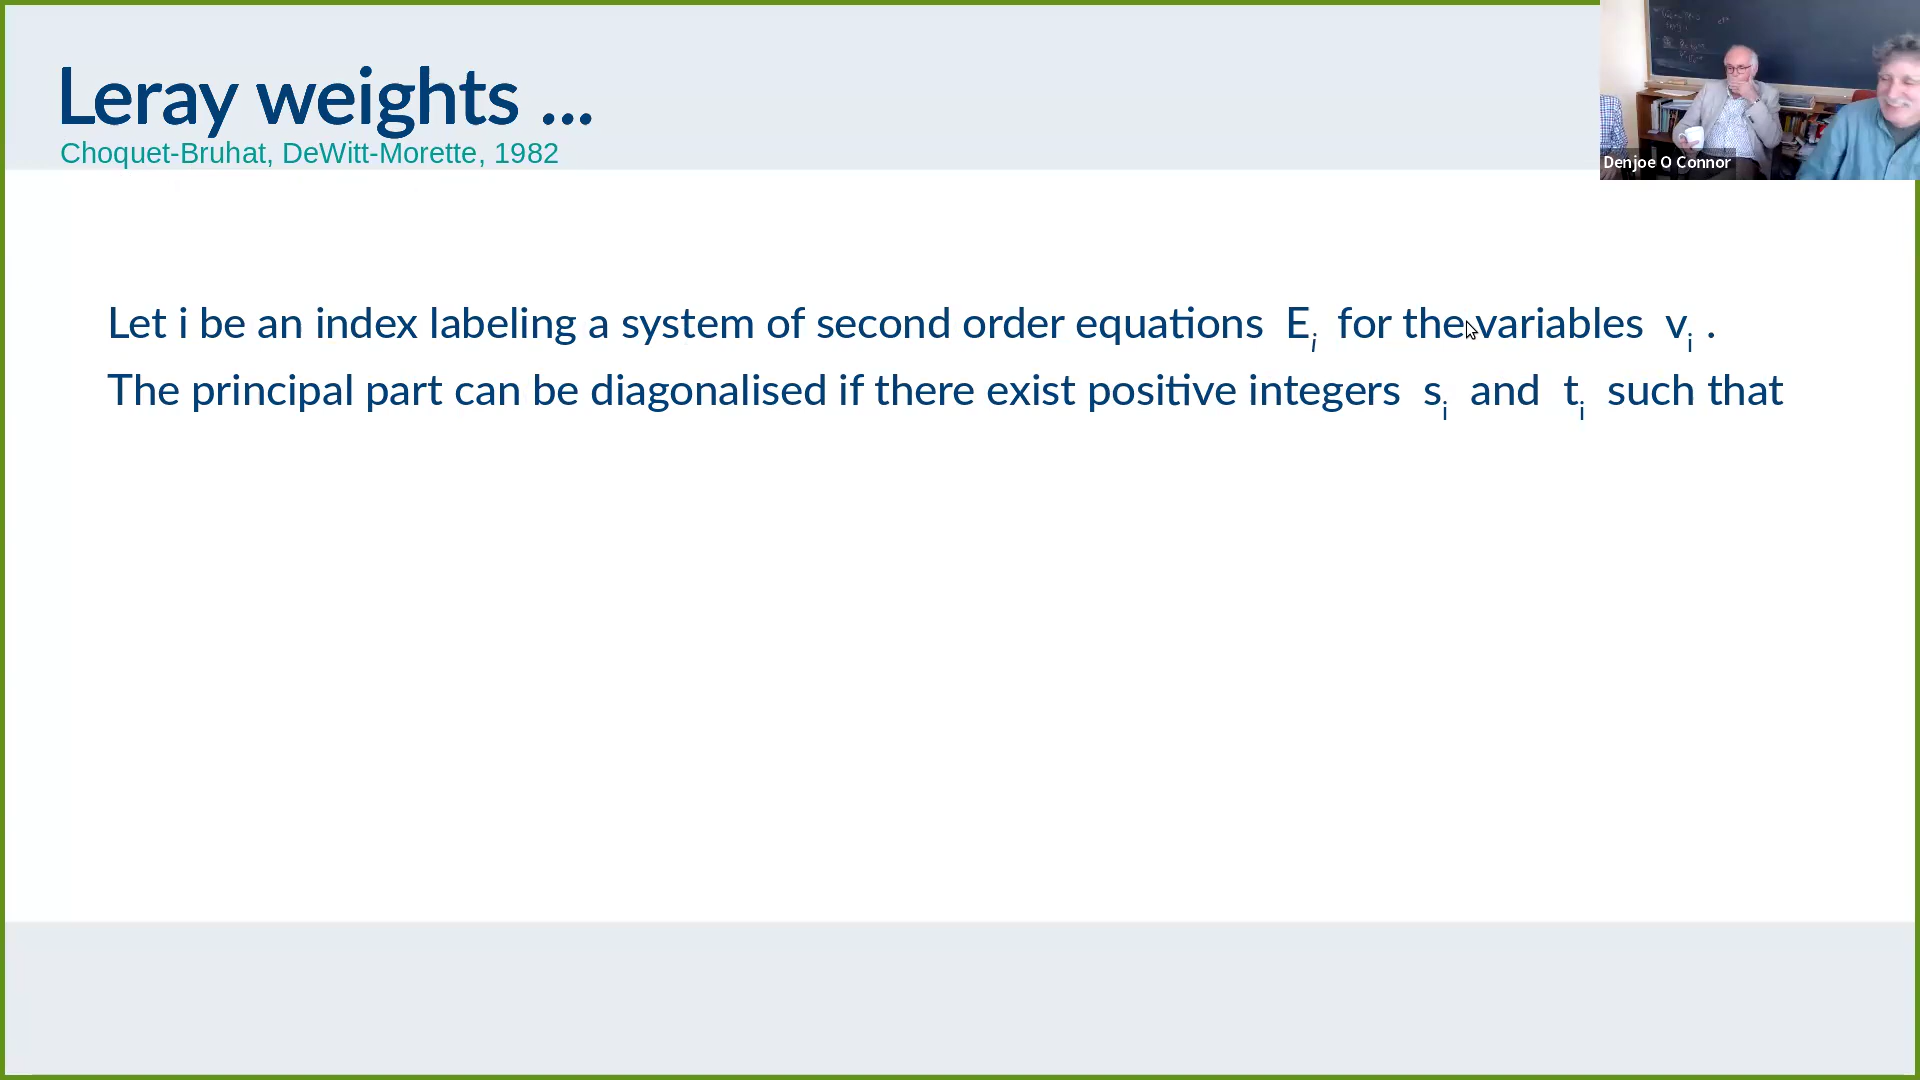 Leray weights ...
Choquet-Bruhat, DeWitt-Morette, 1982
Denjoe O Connor
Let i be an index labeling a system of second order equations E_i for the variables v_i .
The principal part can be diagonalised if there exist positive integers s_i and t_i such that